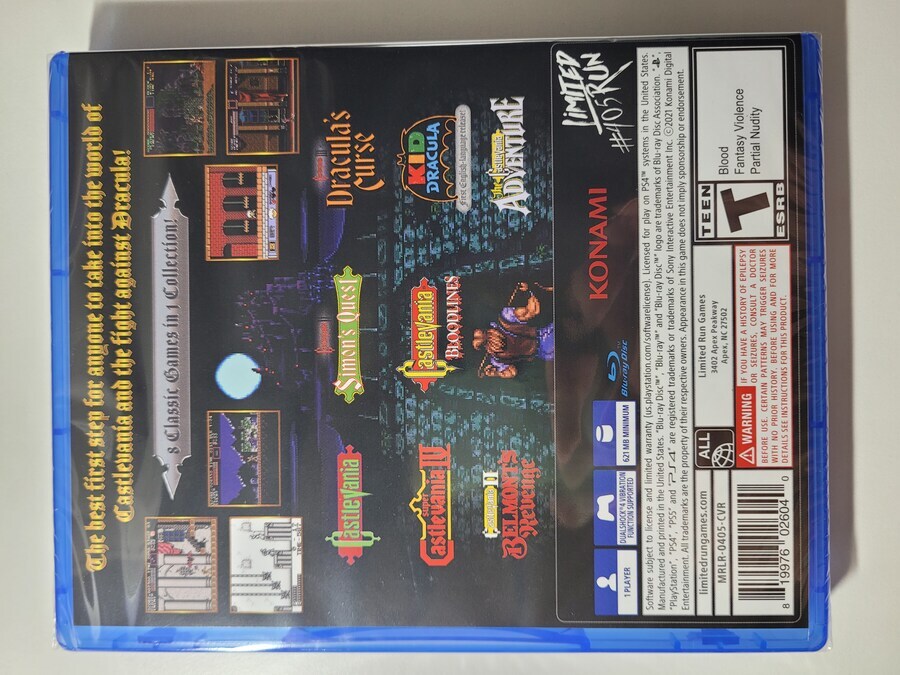 The best first step for anyone to take into the world of
Castlevania and the fight against Dracula!
8 Classic Games in 1 Collection!
Castlevania
Castlevania
Simon's Quest
Castlevania
Dracula's
Curse
Super
Castlevania IV
Castlevania
BLOODLINES
KID
DRACULA
First English-language release!
Castlevania II
BELMONT'S
Revenge
The Castlevania
ADVENTURE
1 PLAYER
DUALSHOCK®4 VIBRATION
FUNCTION SUPPORTED
621 MB MINIMUM
Blu-ray Disc
KONAMI
LIMITED
RUN
#405
Software subject to license and limited warranty (us.playstation.com/softwarelicense). Licensed for play on PS4™ systems in the United States.
Manufactured and printed in the United States. "Blu-ray Disc™", "Blu-ray™" and "Blu-ray Disc™" logo are trademarks of Blu-ray Disc Association.
"PlayStation", "PS4", "PS5" and "PS4" are registered trademarks or trademarks of Sony Interactive Entertainment Inc. ©2021 Konami Digital
Entertainment. All trademarks are the property of their respective owners. Appearance in this game does not imply sponsorship or endorsement.
limitedrungames.com
MRLR-0405-CVR
8 19976 02604 0
ALL
Limited Run Games
3402 Apex Peakway
Apex, NC 27502
WARNING
IF YOU HAVE A HISTORY OF EPILEPSY
OR SEIZURES, CONSULT A DOCTOR
BEFORE USE. CERTAIN PATTERNS MAY TRIGGER SEIZURES
WITH NO PRIOR HISTORY. BEFORE USING AND FOR MORE
DETAILS SEE INSTRUCTIONS FOR THIS PRODUCT.
TEEN
T
ESRB
Blood
Fantasy Violence
Partial Nudity